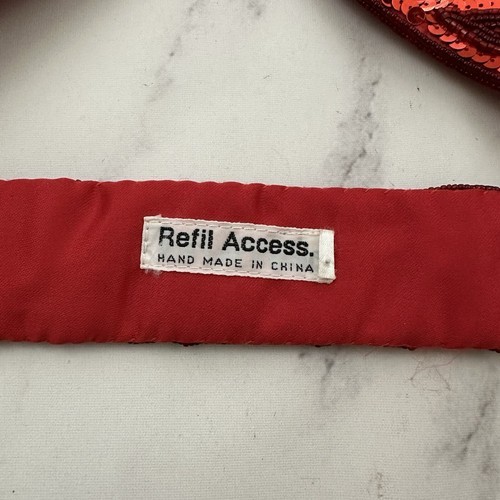 Refil Access.
HAND MADE IN CHINA